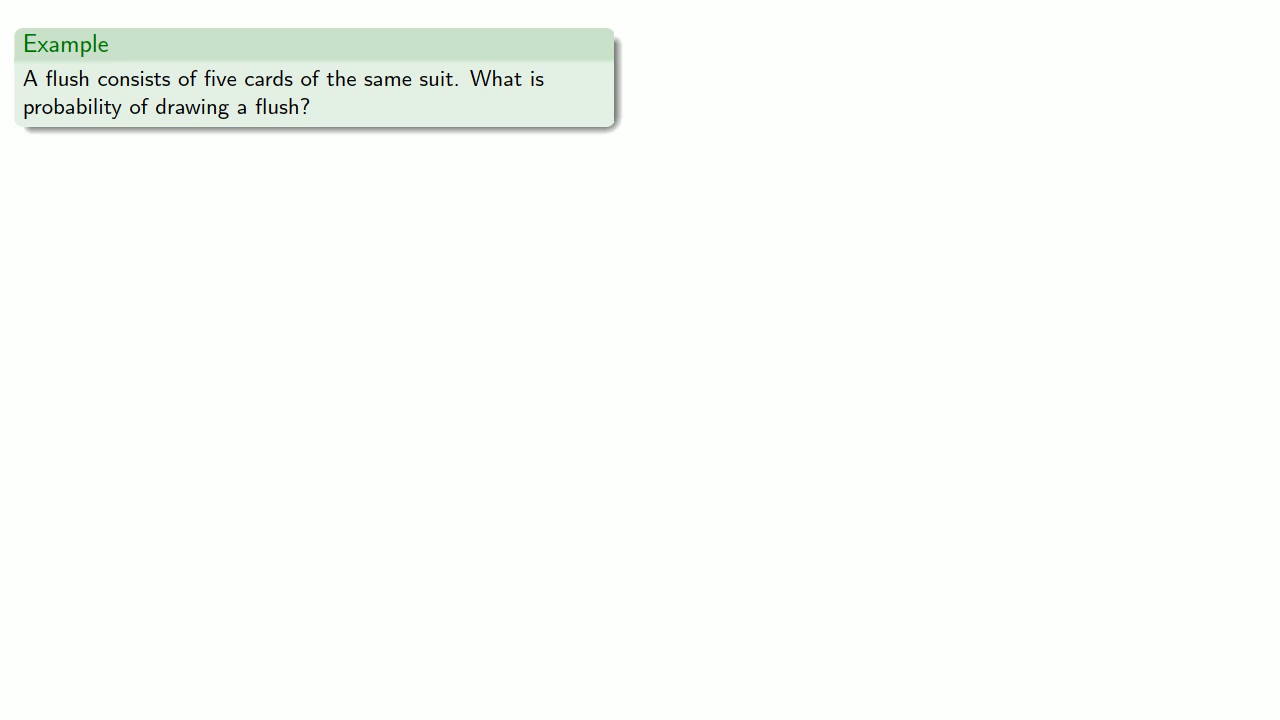 Example
A flush consists of five cards of the same suit. What is
probability of drawing a flush?